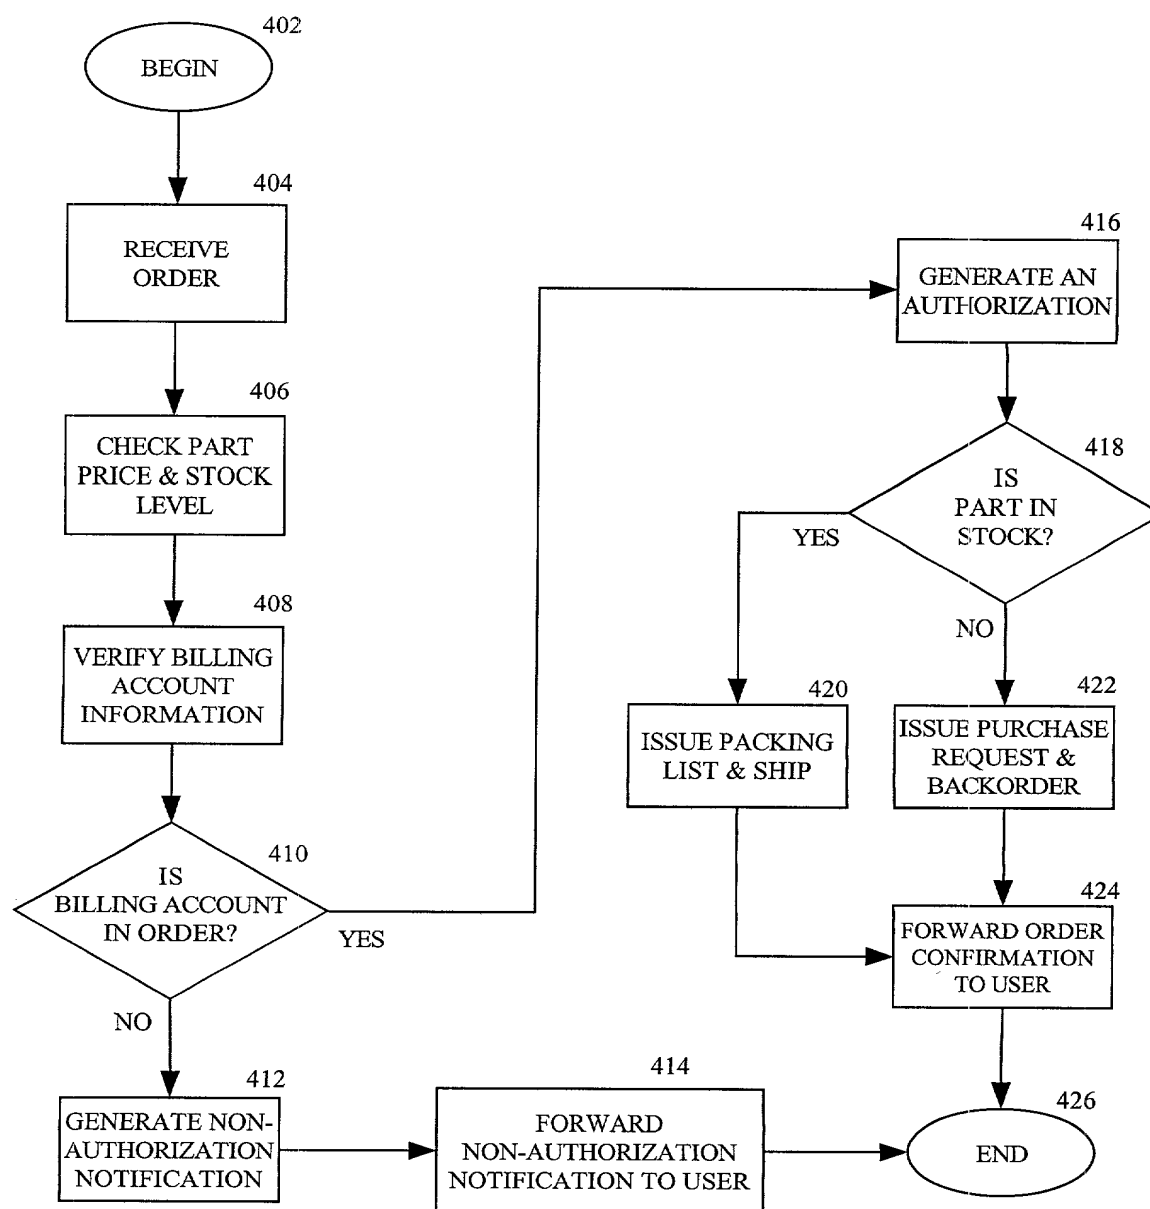 402
BEGIN
404
RECEIVE
ORDER
406
CHECK PART
PRICE & STOCK
LEVEL
408
VERIFY BILLING
ACCOUNT
INFORMATION
410
IS
BILLING ACCOUNT
IN ORDER?
YES
NO
412
GENERATE NON-
AUTHORIZATION
NOTIFICATION
414
FORWARD
NON-AUTHORIZATION
NOTIFICATION TO USER
416
GENERATE AN
AUTHORIZATION
418
IS
PART IN
STOCK?
YES
NO
420
ISSUE PACKING
LIST & SHIP
422
ISSUE PURCHASE
REQUEST &
BACKORDER
424
FORWARD ORDER
CONFIRMATION
TO USER
426
END